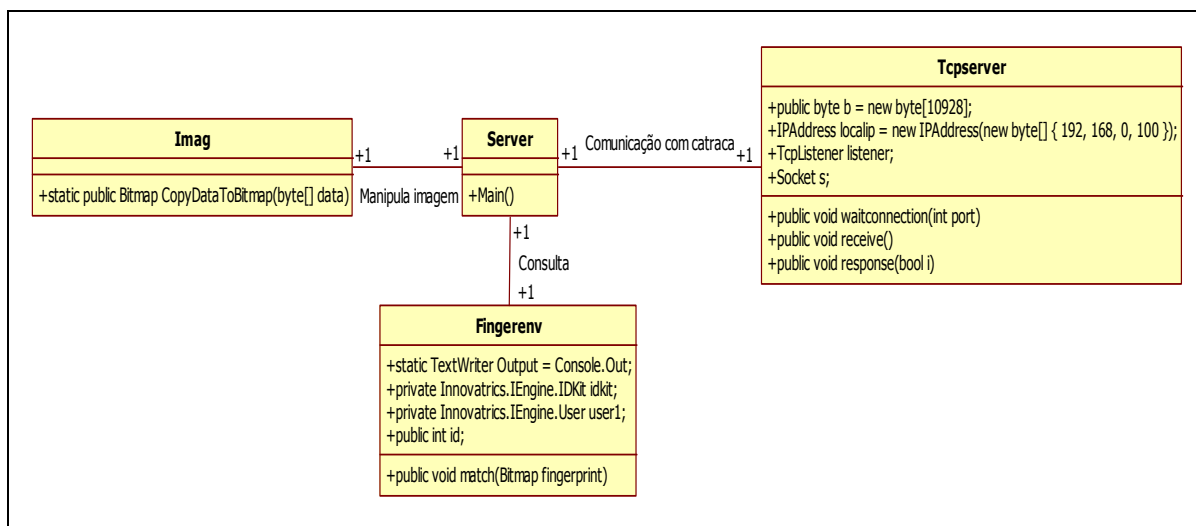 Tcpserver
+public byte b = new byte[10928];
+IPAddress localip = new IPAddress(new byte[] { 192, 168, 0, 100 });
+TcpListener listener;
+Socket s;
+public void waitconnection(int port)
+public void receive()
+public void response(bool i)
Imag
+static public Bitmap CopyDataToBitmap(byte[] data)
+1
+1
Manipula imagem
Server
+Main()
+1
Comunicação com catraca
+1
+1
Consulta
+1
Fingerenv
+static TextWriter Output = Console.Out;
+private Innovatrics.IEngine.IDKit idkit;
+private Innovatrics.IEngine.User user1;
+public int id;
+public void match(Bitmap fingerprint)